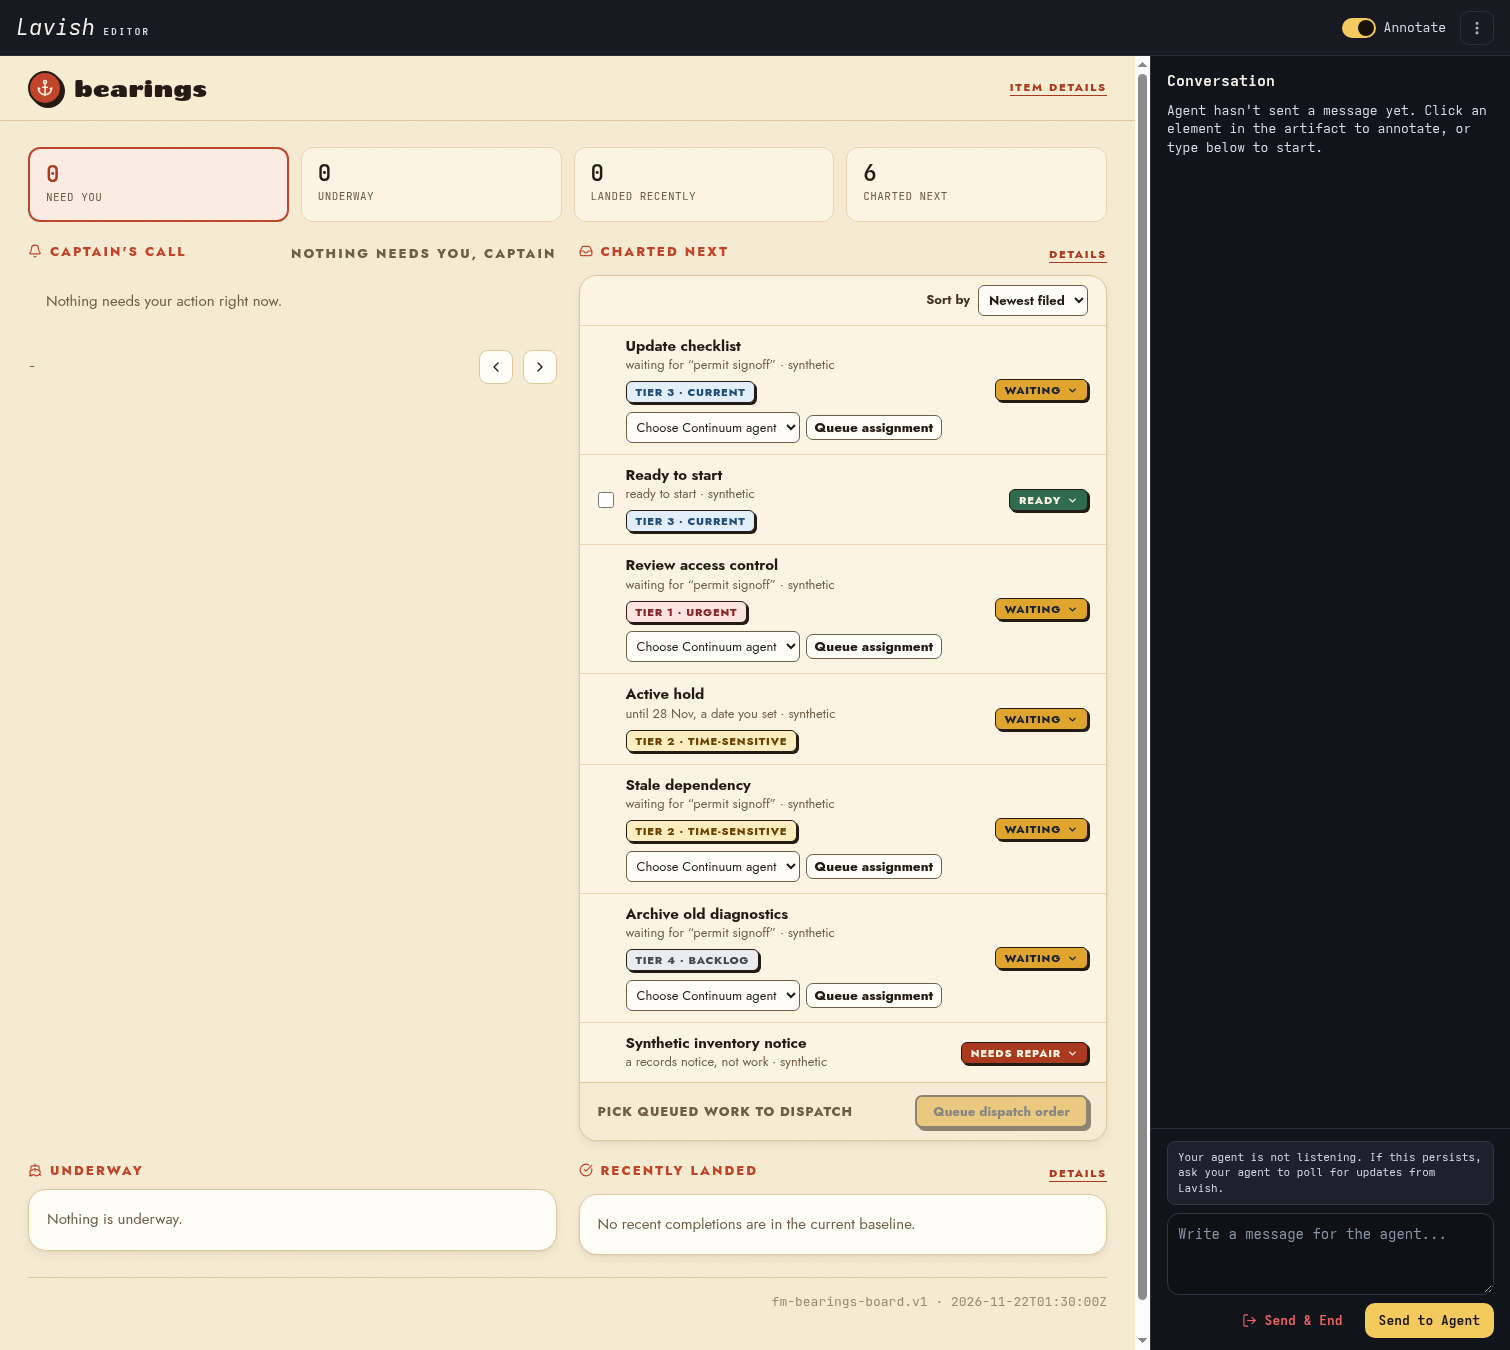 Lavish EDITOR
Annotate
bearings
ITEM DETAILS
0
NEED YOU
0
UNDERWAY
0
LANDED RECENTLY
6
CHARTED NEXT
CAPTAIN'S CALL
NOTHING NEEDS YOU, CAPTAIN
Nothing needs your action right now.
-
CHARTED NEXT
DETAILS
Sort by Newest filed
Update checklist
waiting for “permit signoff” · synthetic
TIER 3 · CURRENT
WAITING
Choose Continuum agent Queue assignment
Ready to start
ready to start · synthetic
TIER 3 · CURRENT
READY
Review access control
waiting for “permit signoff” · synthetic
TIER 1 · URGENT
WAITING
Choose Continuum agent Queue assignment
Active hold
until 28 Nov, a date you set · synthetic
TIER 2 · TIME-SENSITIVE
WAITING
Stale dependency
waiting for “permit signoff” · synthetic
TIER 2 · TIME-SENSITIVE
WAITING
Choose Continuum agent Queue assignment
Archive old diagnostics
waiting for “permit signoff” · synthetic
TIER 4 · BACKLOG
WAITING
Choose Continuum agent Queue assignment
Synthetic inventory notice
a records notice, not work · synthetic
NEEDS REPAIR
PICK QUEUED WORK TO DISPATCH
Queue dispatch order
UNDERWAY
Nothing is underway.
RECENTLY LANDED
DETAILS
No recent completions are in the current baseline.
fm-bearings-board.v1 · 2026-11-22T01:30:00Z
Conversation
Agent hasn't sent a message yet. Click an
element in the artifact to annotate, or
type below to start.
Your agent is not listening. If this persists,
ask your agent to poll for updates from
Lavish.
Write a message for the agent...
Send & End
Send to Agent